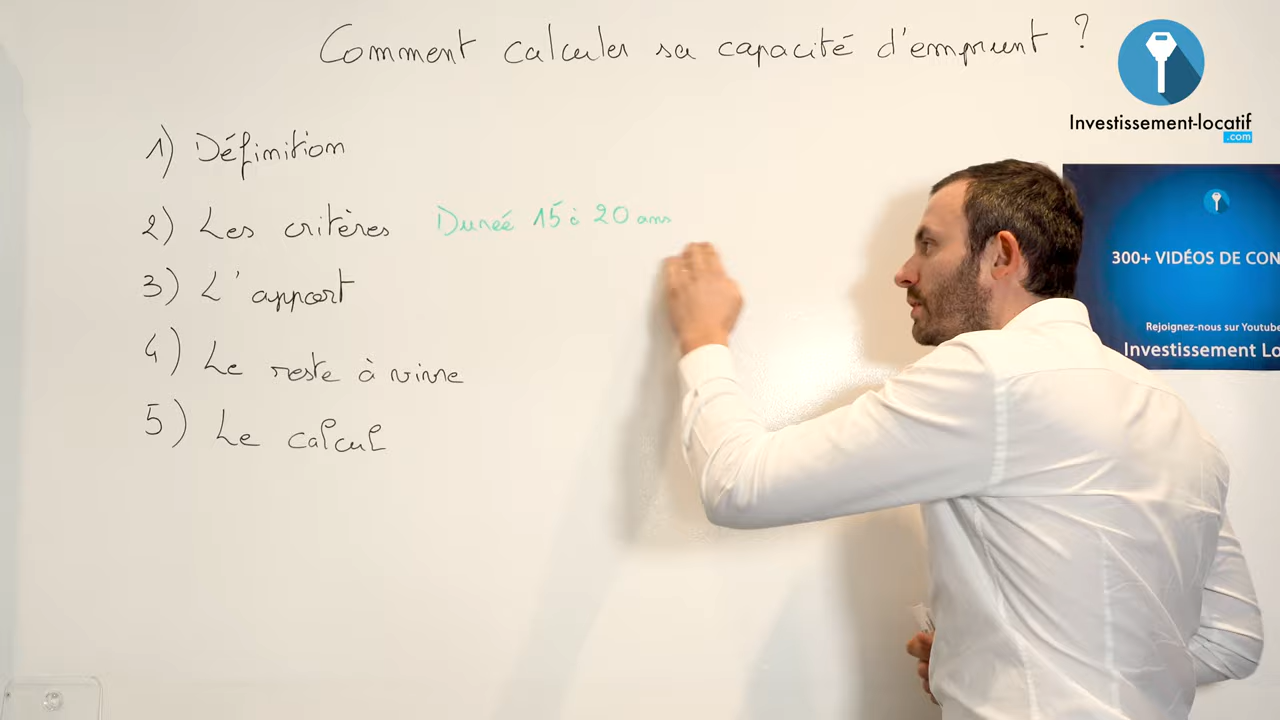 Comment calculer sa capacité d'emprunt ?
Investissement-locatif
.com
1) Définition
2) Les critères Dureé 15 à 20 ans
3) L'apport
4) Le reste à vivre
5) Le calcul
300+ VIDÉOS DE CON
Rejoignez-nous sur Youtube
Investissement Lo